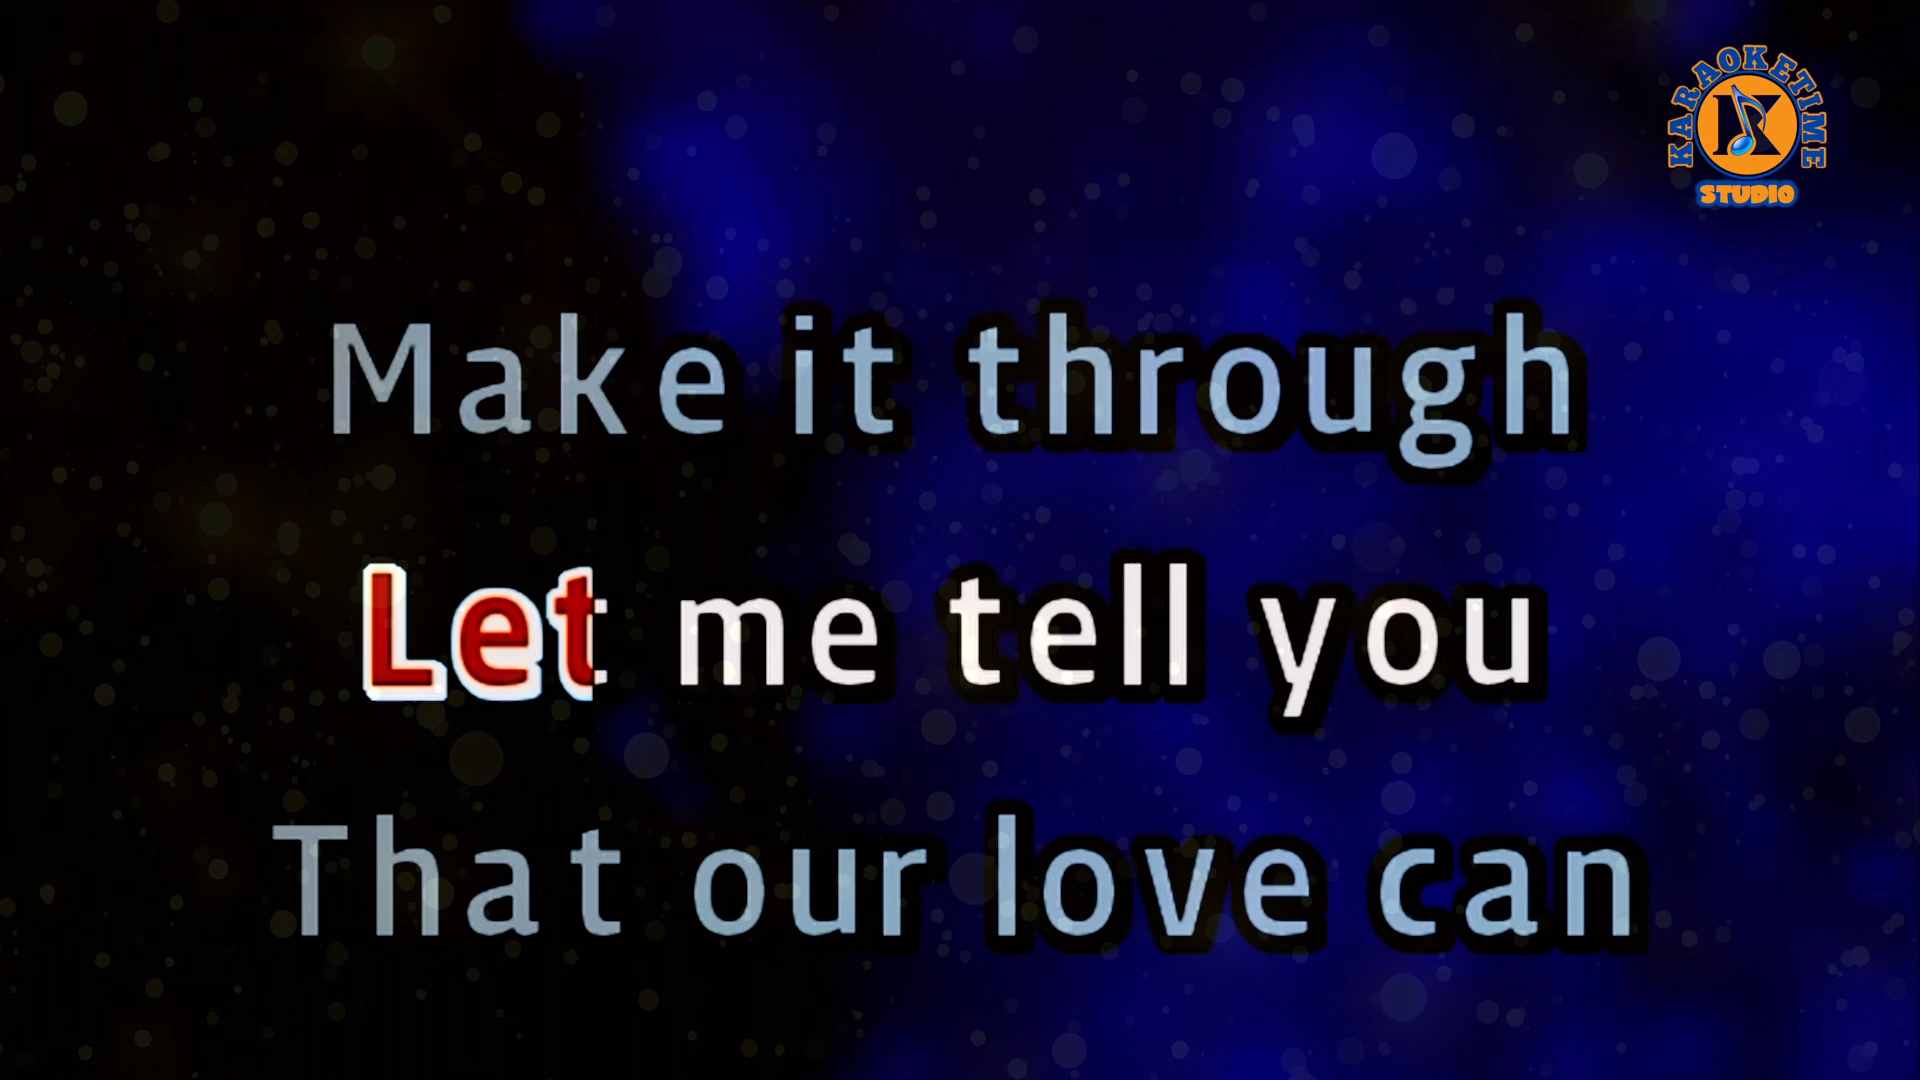 KARAOKETIME
STUDIO
Make it through
Let me tell you
That our love can